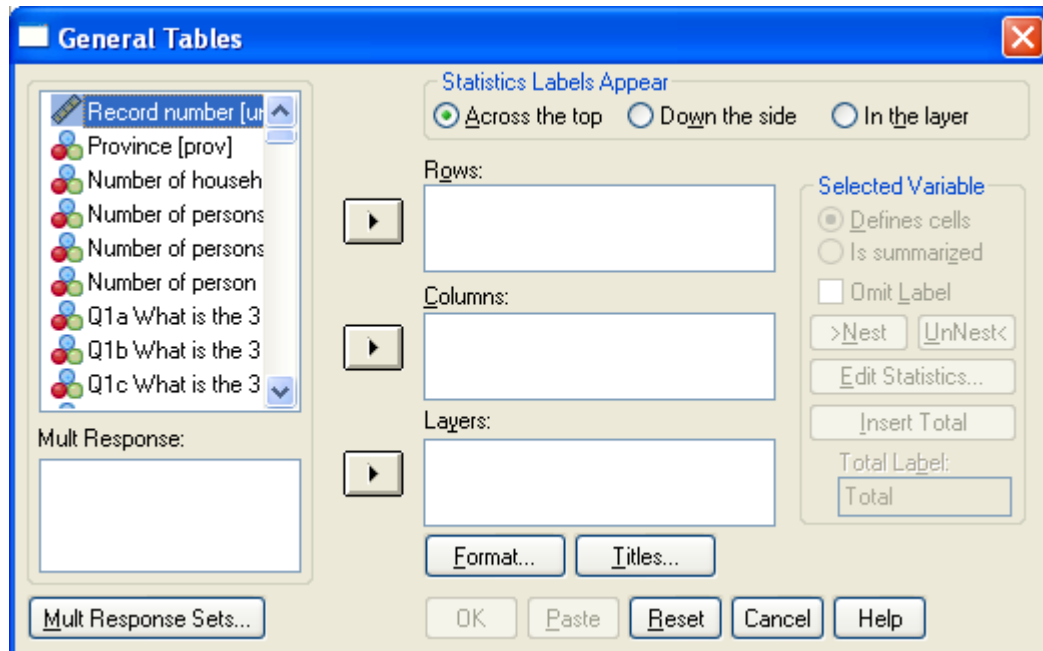 General Tables
Record number [ur
Province [prov]
Number of househ
Number of persons
Number of persons
Number of person
Q1a What is the 3
Q1b What is the 3
Q1c What is the 3
Mult Response:
Mult Response Sets...
Statistics Labels Appear
Across the top Down the side In the layer
Rows:
Columns:
Layers:
Format... Titles...
Selected Variable
Defines cells
Is summarized
Omit Label
>Nest UnNest<
Edit Statistics...
Insert Total
Total Label:
Total
OK Paste Reset Cancel Help